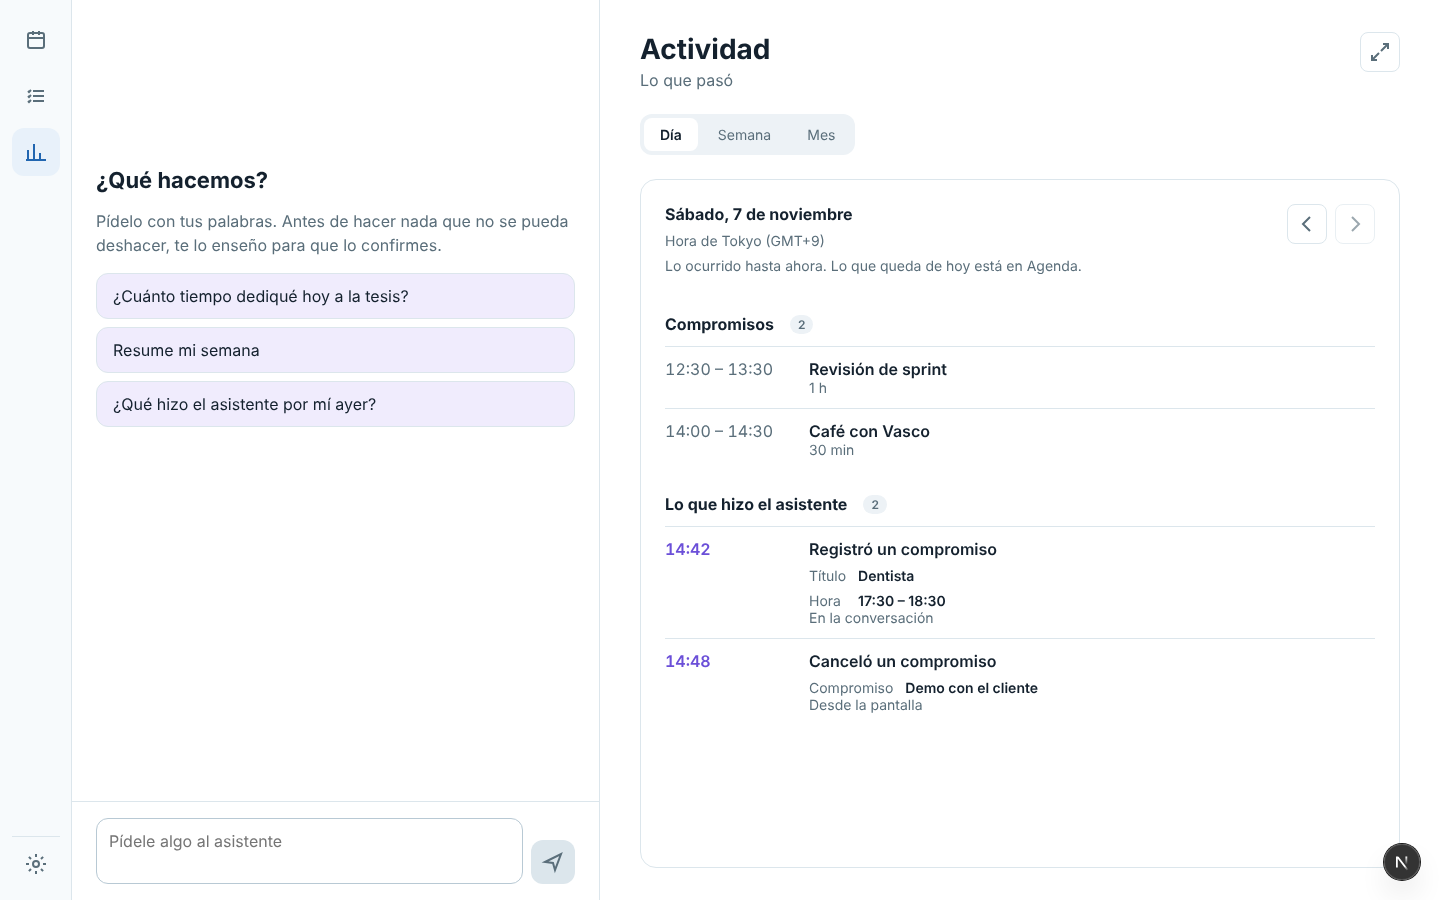 ¿Qué hacemos?
Pídelo con tus palabras. Antes de hacer nada que no se pueda
deshacer, te lo enseño para que lo confirmes.
¿Cuánto tiempo dediqué hoy a la tesis?
Resume mi semana
¿Qué hizo el asistente por mí ayer?
Pídele algo al asistente
Actividad
Lo que pasó
Día Semana Mes
Sábado, 7 de noviembre
Hora de Tokyo (GMT+9)
Lo ocurrido hasta ahora. Lo que queda de hoy está en Agenda.
Compromisos 2
12:30 – 13:30 Revisión de sprint
1 h
14:00 – 14:30 Café con Vasco
30 min
Lo que hizo el asistente 2
14:42 Registró un compromiso
Título Dentista
Hora 17:30 – 18:30
En la conversación
14:48 Canceló un compromiso
Compromiso Demo con el cliente
Desde la pantalla
N